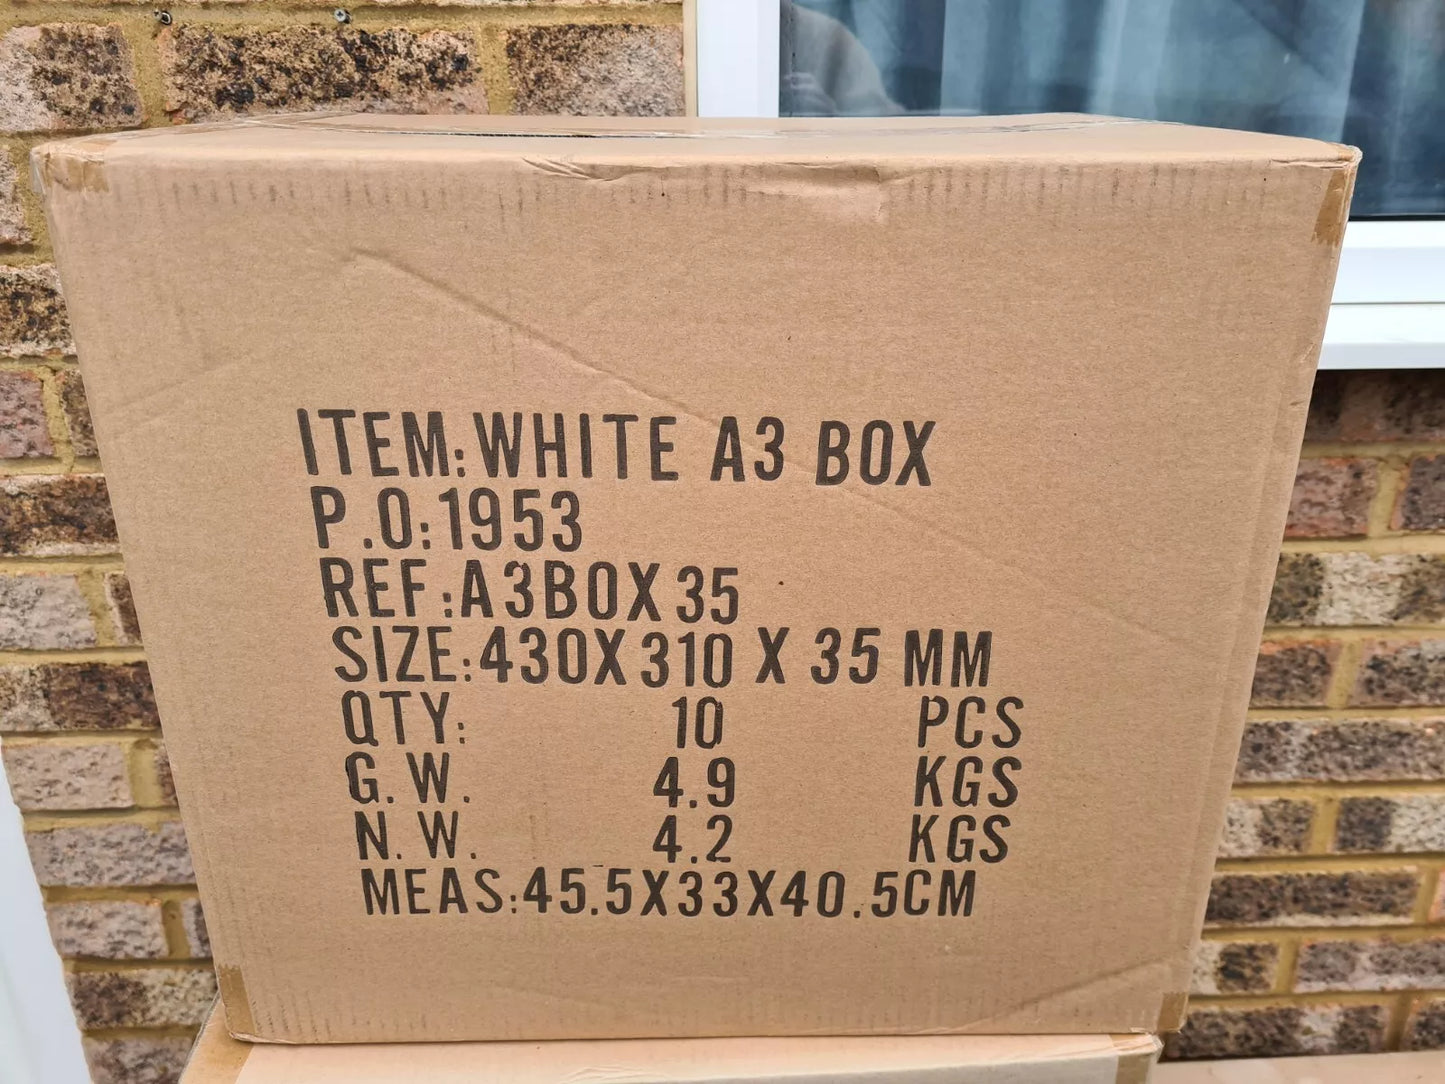 ITEM:WHITE A3 BOX
P.O:1953
REF:A3BOX35
SIZE:430X310 X 35 MM
QTY: 10 PCS
G.W. 4.9 KGS
N.W. 4.2 KGS
MEAS:45.5X33X40.5CM